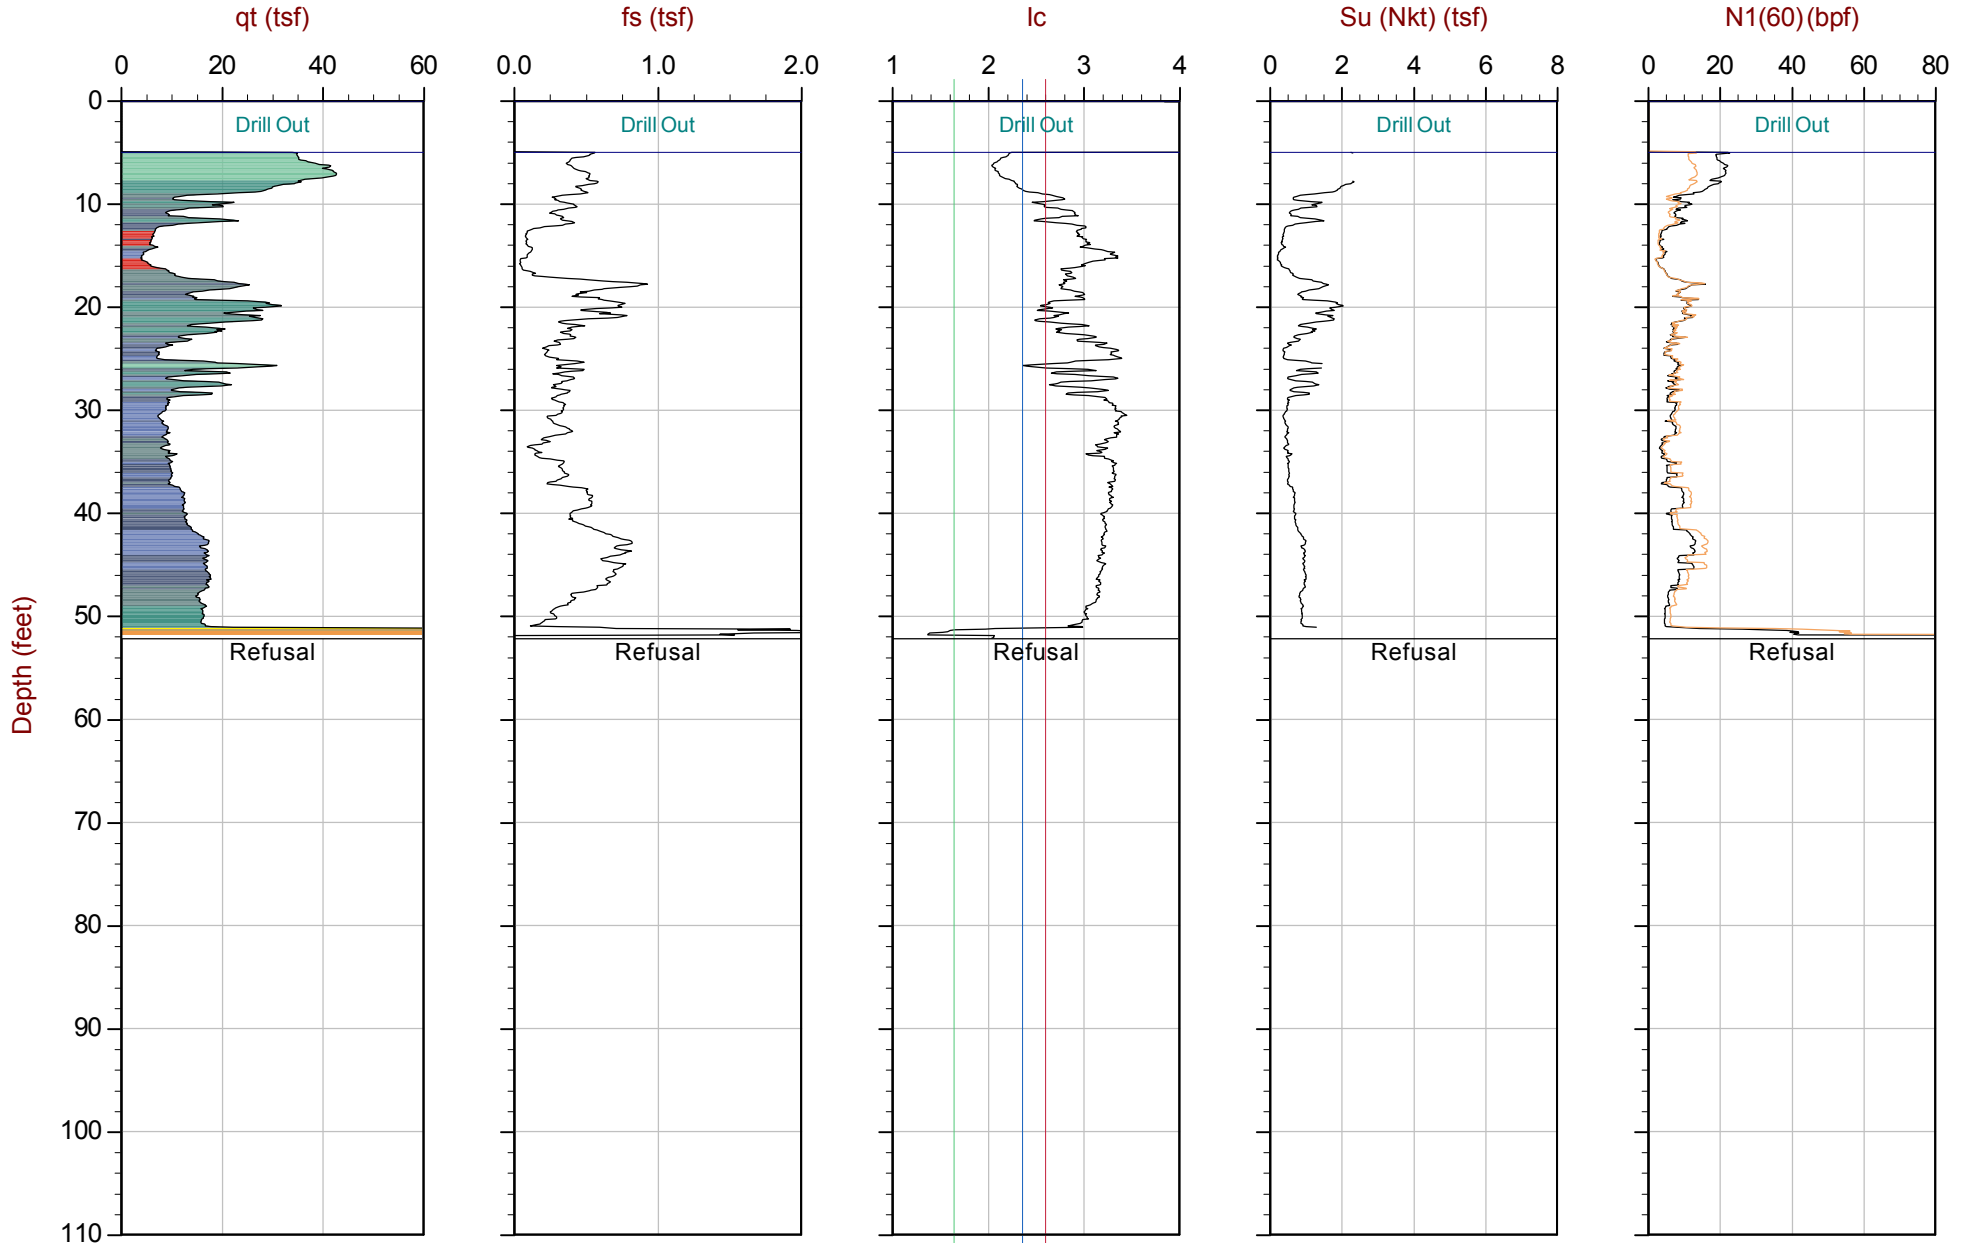 qt (tsf) fs (tsf) Ic Su (Nkt) (tsf) N1(60) (bpf)
0 20 40 60 0.0 1.0 2.0 1 2 3 4 0 2 4 6 8 0 20 40 60 80
0
Drill Out Drill Out Drill Out Drill Out Drill Out
10
20
30
40
50
Refusal Refusal Refusal Refusal Refusal
Depth (feet)
60
70
80
90
100
110